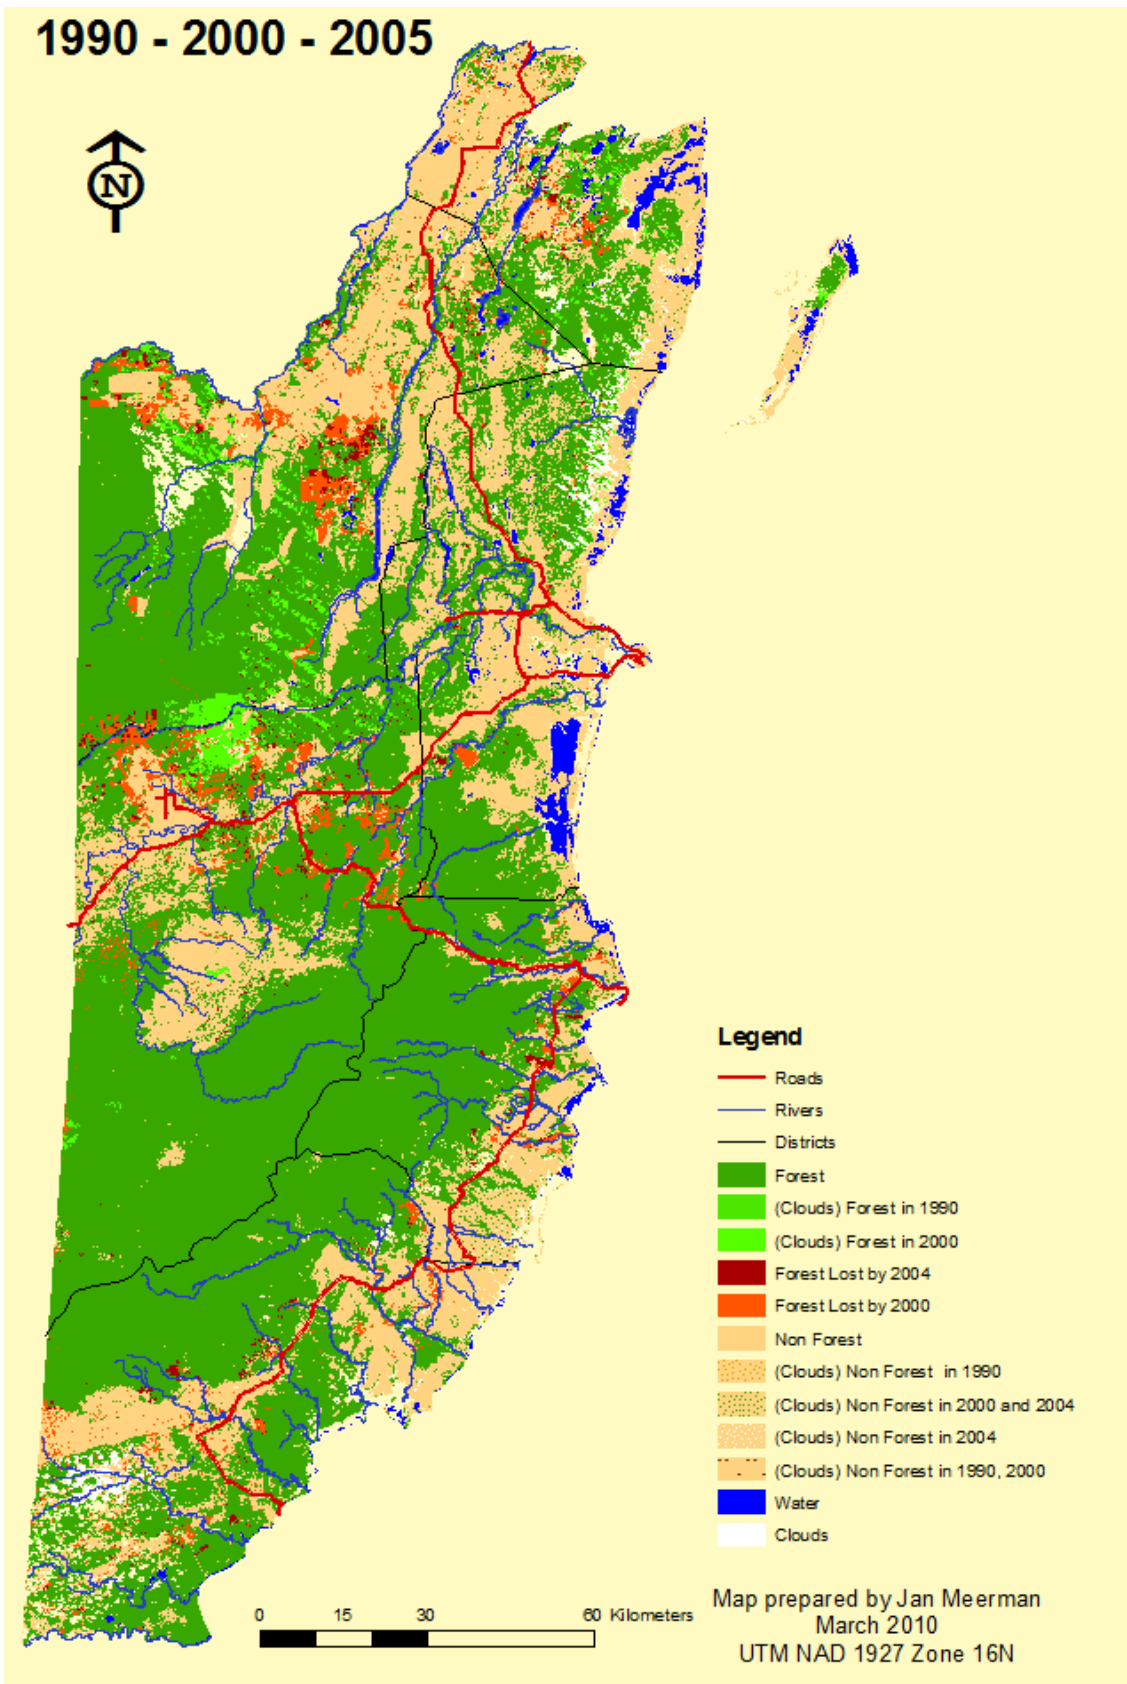 1990 - 2000 - 2005
N
Legend
Roads
Rivers
Districts
Forest
(Clouds) Forest in 1990
(Clouds) Forest in 2000
Forest Lost by 2004
Forest Lost by 2000
Non Forest
(Clouds) Non Forest in 1990
(Clouds) Non Forest in 2000 and 2004
(Clouds) Non Forest in 2004
(Clouds) Non Forest in 1990, 2000
Water
Clouds
0 15 30 60 Kilometers
Map prepared by Jan Meerman
March 2010
UTM NAD 1927 Zone 16N